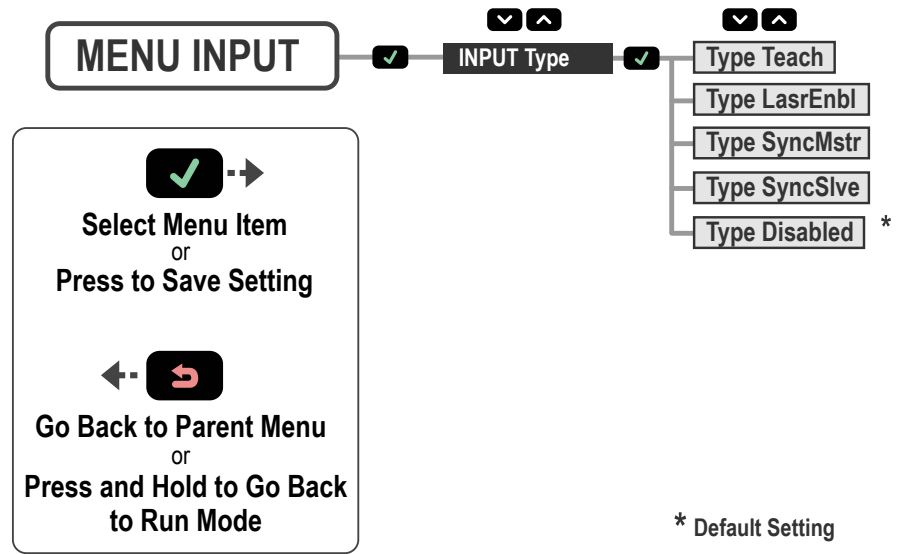 MENU INPUT
INPUT Type
Type Teach
Type LasrEnbl
Type SyncMstr
Type SyncSlve
Type Disabled *
Select Menu Item
or
Press to Save Setting
Go Back to Parent Menu
or
Press and Hold to Go Back
to Run Mode
* Default Setting